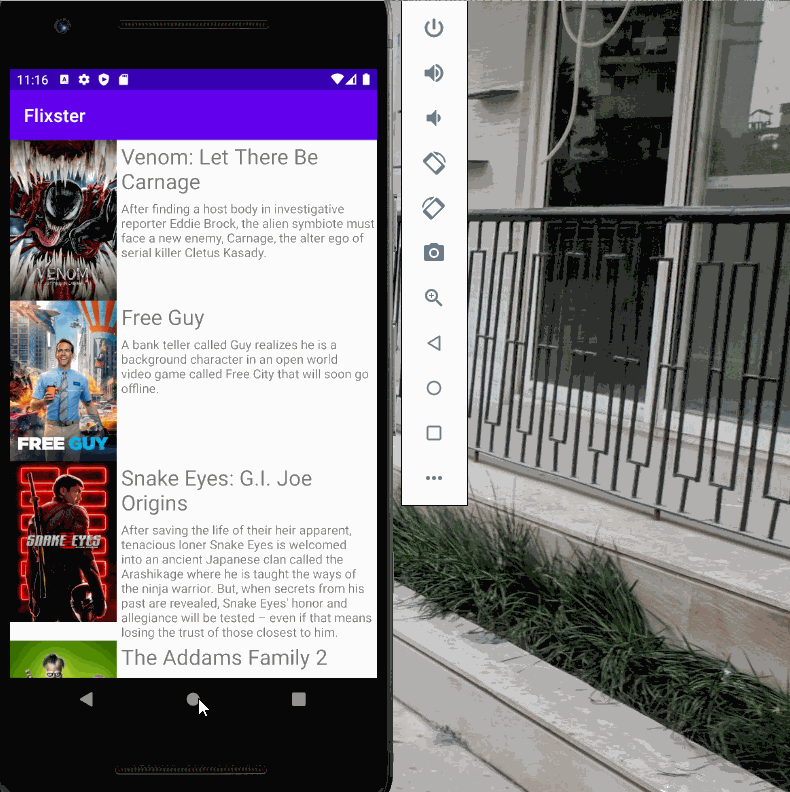 11:16
Flixster
Venom: Let There Be
Carnage
After finding a host body in investigative
reporter Eddie Brock, the alien symbiote must
face a new enemy, Carnage, the alter ego of
serial killer Cletus Kasady.
VENOM
Free Guy
A bank teller called Guy realizes he is a
background character in an open world
video game called Free City that will soon go
offline.
FREE GUY
Snake Eyes: G.I. Joe
Origins
After saving the life of their heir apparent,
tenacious loner Snake Eyes is welcomed
into an ancient Japanese clan called the
Arashikage where he is taught the ways of
the ninja warrior. But, when secrets from his
past are revealed, Snake Eyes' honor and
allegiance will be tested – even if that means
losing the trust of those closest to him.
SNAKE EYES
The Addams Family 2